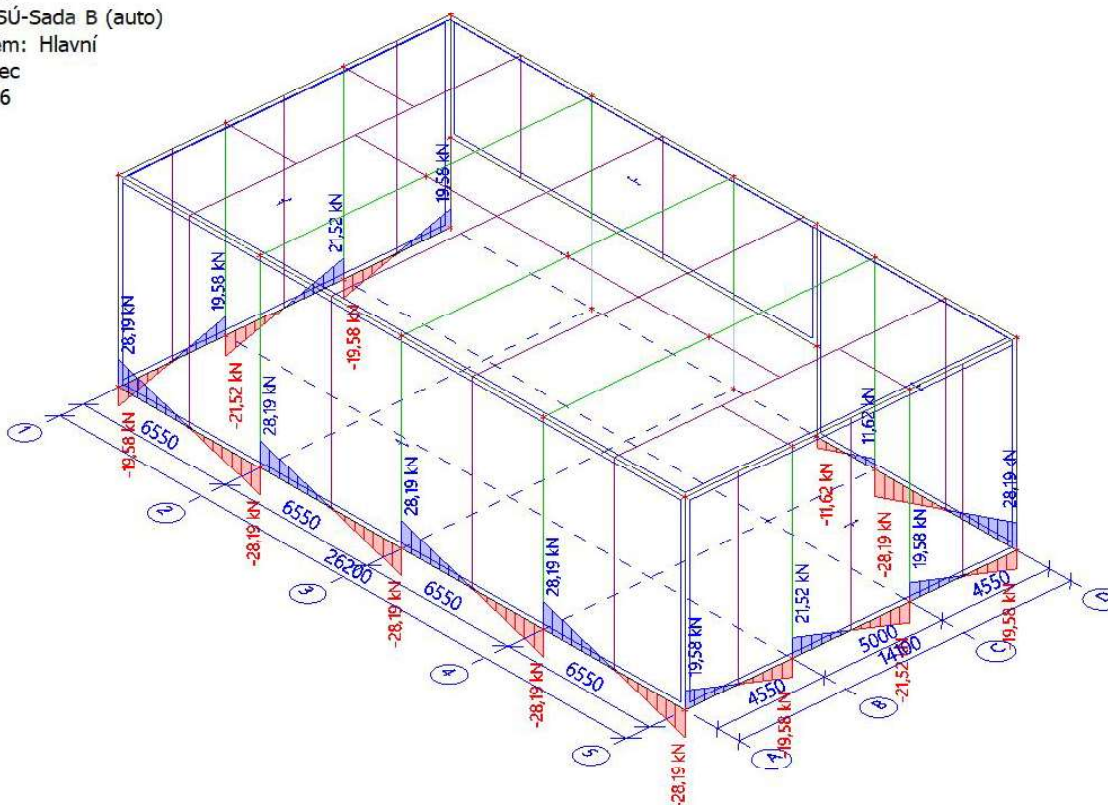 SÚ-Sada B (auto)
em: Hlavní
ec
6
19,58 kN
21,52 kN
19,58 kN
28,19 kN
-19,58 kN
-21,52 kN
-19,58 kN
28,19 kN
28,19 kN
28,19 kN
-28,19 kN
-28,19 kN
-28,19 kN
-28,19 kN
11,62 kN
-11,62 kN
-28,19 kN
28,19 kN
19,58 kN
21,52 kN
19,58 kN
-19,58 kN
-21,52 kN
-19,58 kN
6550
6550
26200
6550
6550
4550
5000
14100
4550
1
2
3
4
5
A
B
C
D